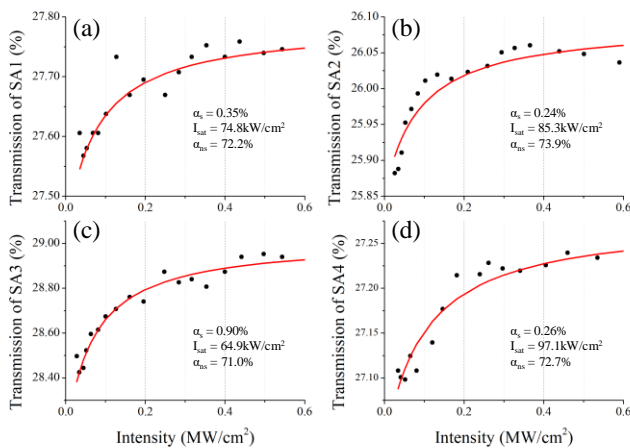 (a)
Transmission of SA1 (%)
27.80
27.70
27.60
27.50
αs = 0.35%
Isat = 74.8kW/cm²
αns = 72.2%
0.0 0.2 0.4 0.6
(b)
Transmission of SA2 (%)
26.10
26.05
26.00
25.95
25.90
25.85
αs = 0.24%
Isat = 85.3kW/cm²
αns = 73.9%
0.0 0.2 0.4 0.6
(c)
Transmission of SA3 (%)
29.00
28.80
28.60
28.40
αs = 0.90%
Isat = 64.9kW/cm²
αns = 71.0%
0.0 0.2 0.4 0.6
Intensity (MW/cm²)
(d)
Transmission of SA4 (%)
27.25
27.20
27.15
27.10
αs = 0.26%
Isat = 97.1kW/cm²
αns = 72.7%
0.0 0.2 0.4 0.6
Intensity (MW/cm²)